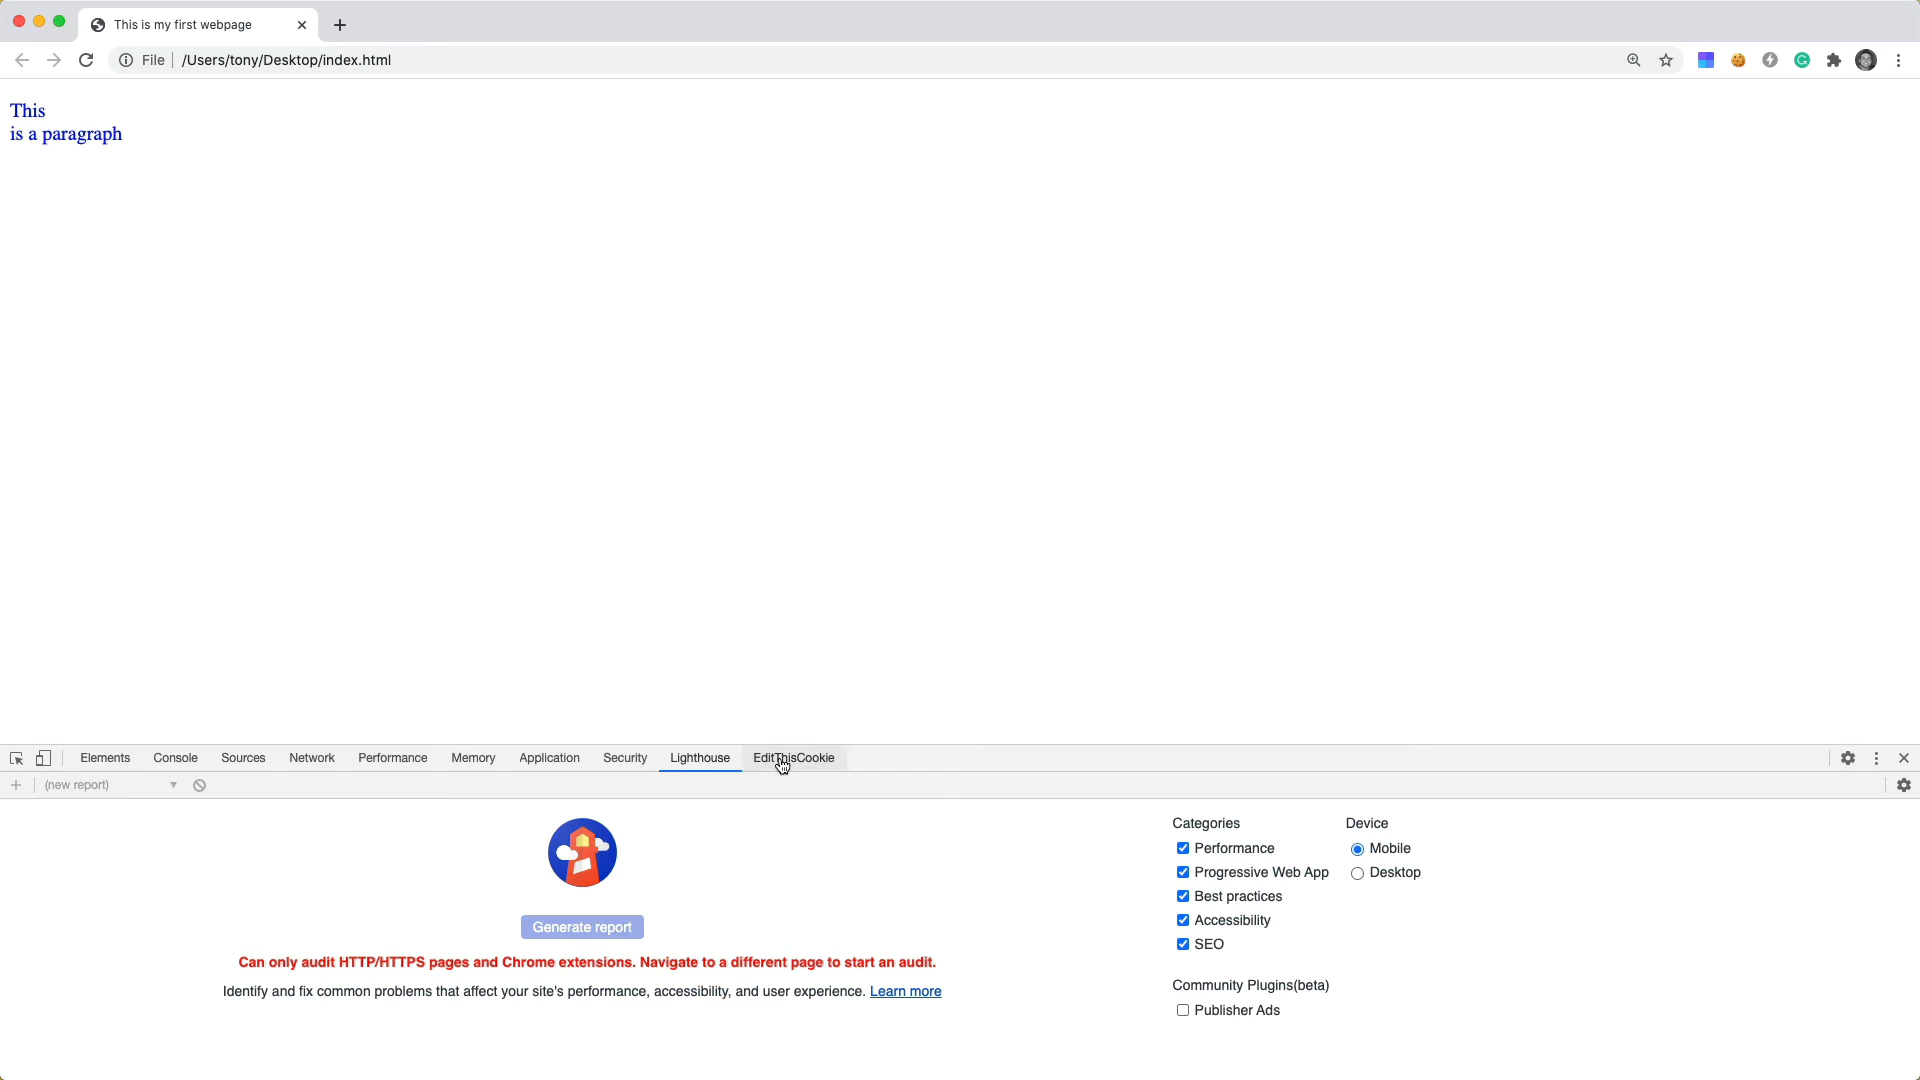 This is my first webpage
File /Users/tony/Desktop/index.html
This
is a paragraph
Elements Console Sources Network Performance Memory Application Security Lighthouse EditThisCookie
(new report)
Categories Device
Performance Mobile
Progressive Web App Desktop
Best practices
Generate report Accessibility
SEO
Can only audit HTTP/HTTPS pages and Chrome extensions. Navigate to a different page to start an audit.
Identify and fix common problems that affect your site's performance, accessibility, and user experience. Learn more
Community Plugins(beta)
Publisher Ads